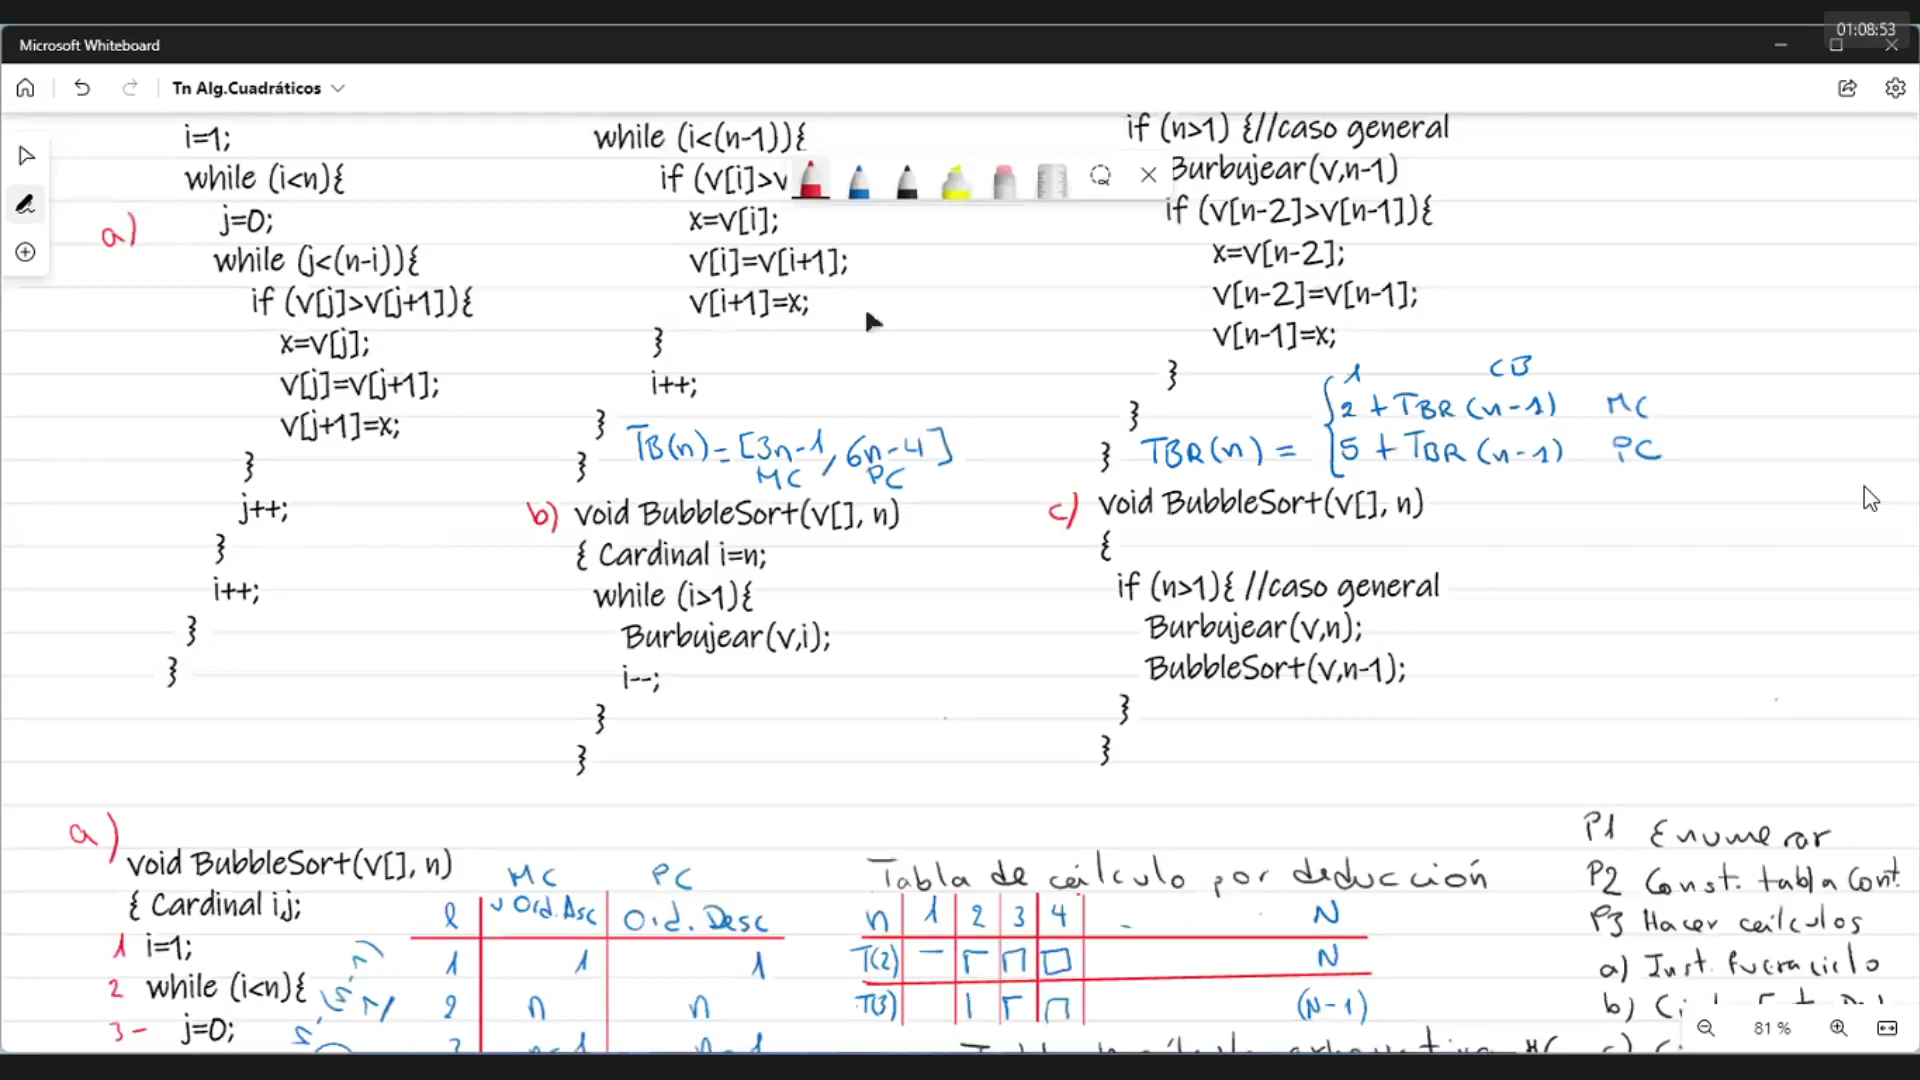 01:08:53
Microsoft Whiteboard
Tn Alg.Cuadráticos
i=1;
while (i<n){
a)
j=0;
while (j<(n-i)){
if (v[j]>v[j+1]){
x=v[j];
v[j]=v[j+1];
v[j+1]=x;
}
j++;
}
i++;
}
}
while (i<(n-1)){
if (v[i]>v
x=v[i];
v[i]=v[i+1];
v[i+1]=x;
}
i++;
}
TB(n)=[3n-1, 6n-4]
MC PC
}
b) void BubbleSort(v[], n)
{ Cardinal i=n;
while (i>1){
Burbujear(v,i);
i--;
}
}
if (n>1) {//caso general
Burbujear(v,n-1)
if (v[n-2]>v[n-1]){
x=v[n-2];
v[n-2]=v[n-1];
v[n-1]=x;
}
1 CB
} 2 + TBR (n-1) MC
} TBR(n) = 5 + TBR (n-1) PC
c) void BubbleSort(v[], n)
{
if (n>1){ //caso general
Burbujear(v,n);
BubbleSort(v,n-1);
}
}
a)
void BubbleSort(v[], n)
{ Cardinal i,j;
1 i=1;
2 while (i<n){
3- j=0;
MC PC
l v Ord.Asc Ord.Desc
1 1 1
2 n n
Tabla de cálculo por deducción
n 1 2 3 4 N
T(2) N
T(3) (N-1)
P1 Enumerar
P2 Const. tabla Cont.
P3 Hacer cálculos
a) Inst. fuera ciclo
b)
81 %